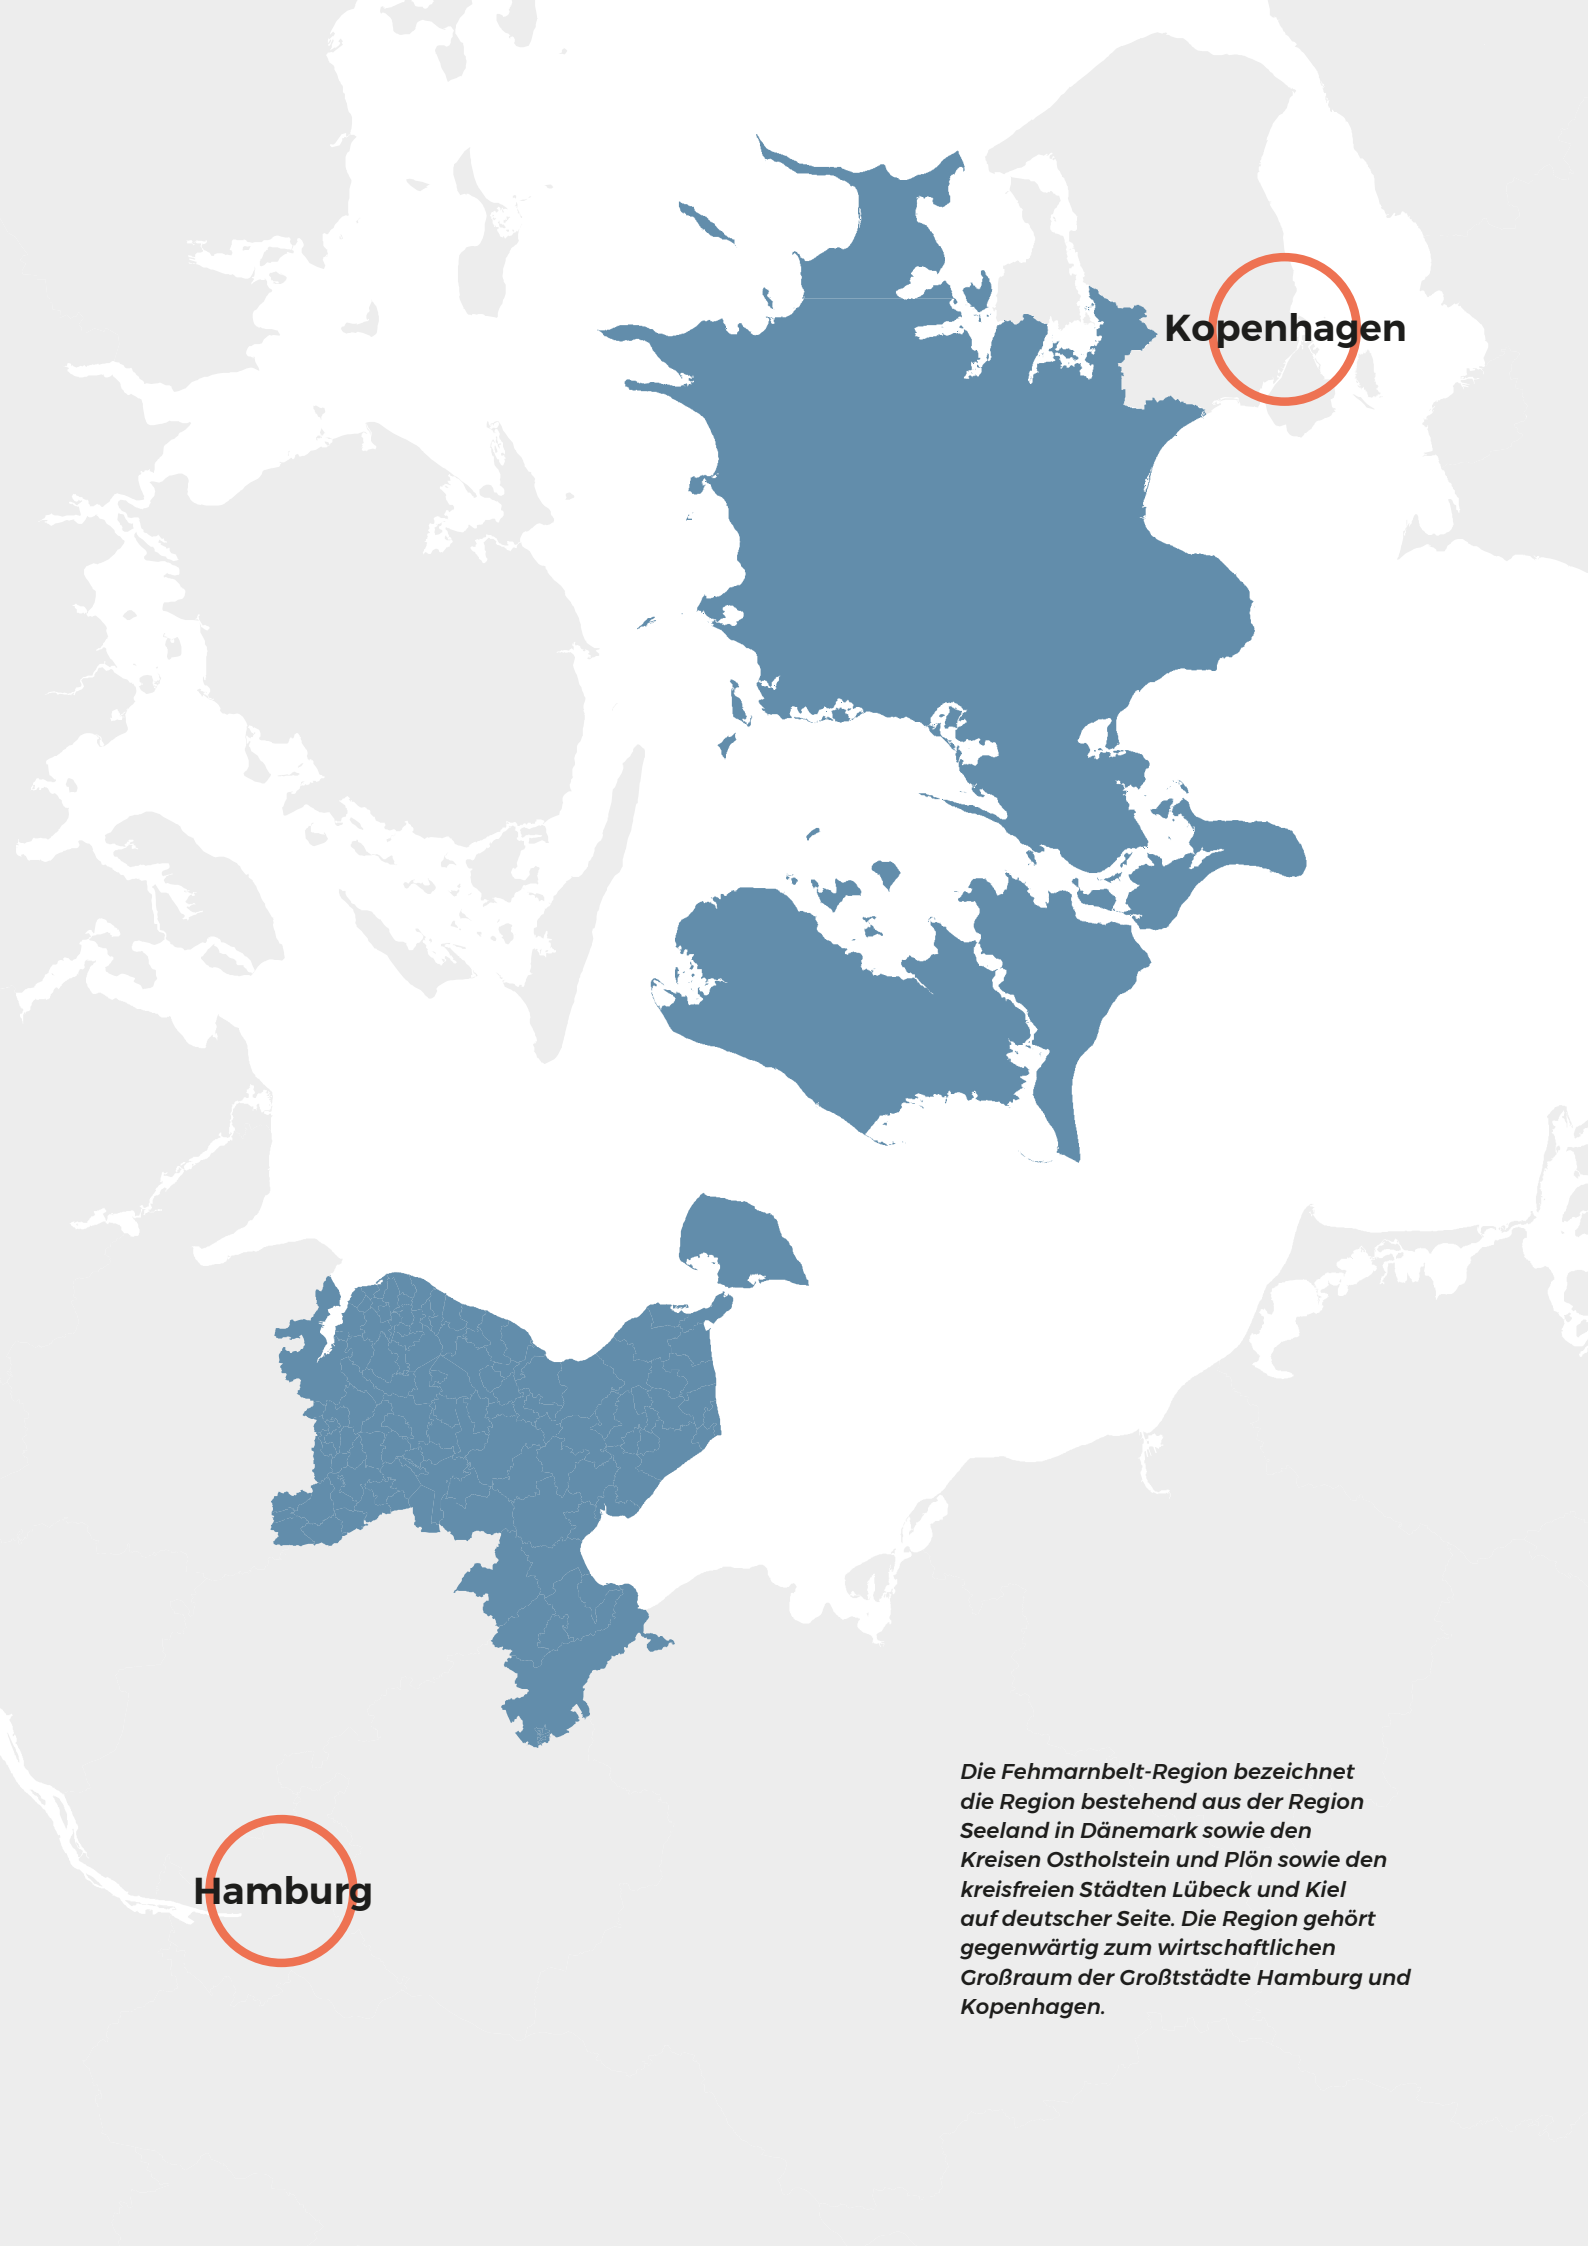 Kopenhagen
Hamburg
Die Fehmarnbelt-Region bezeichnet
die Region bestehend aus der Region
Seeland in Dänemark sowie den
Kreisen Ostholstein und Plön sowie den
kreisfreien Städten Lübeck und Kiel
auf deutscher Seite. Die Region gehört
gegenwärtig zum wirtschaftlichen
Großraum der Großtstädte Hamburg und
Kopenhagen.